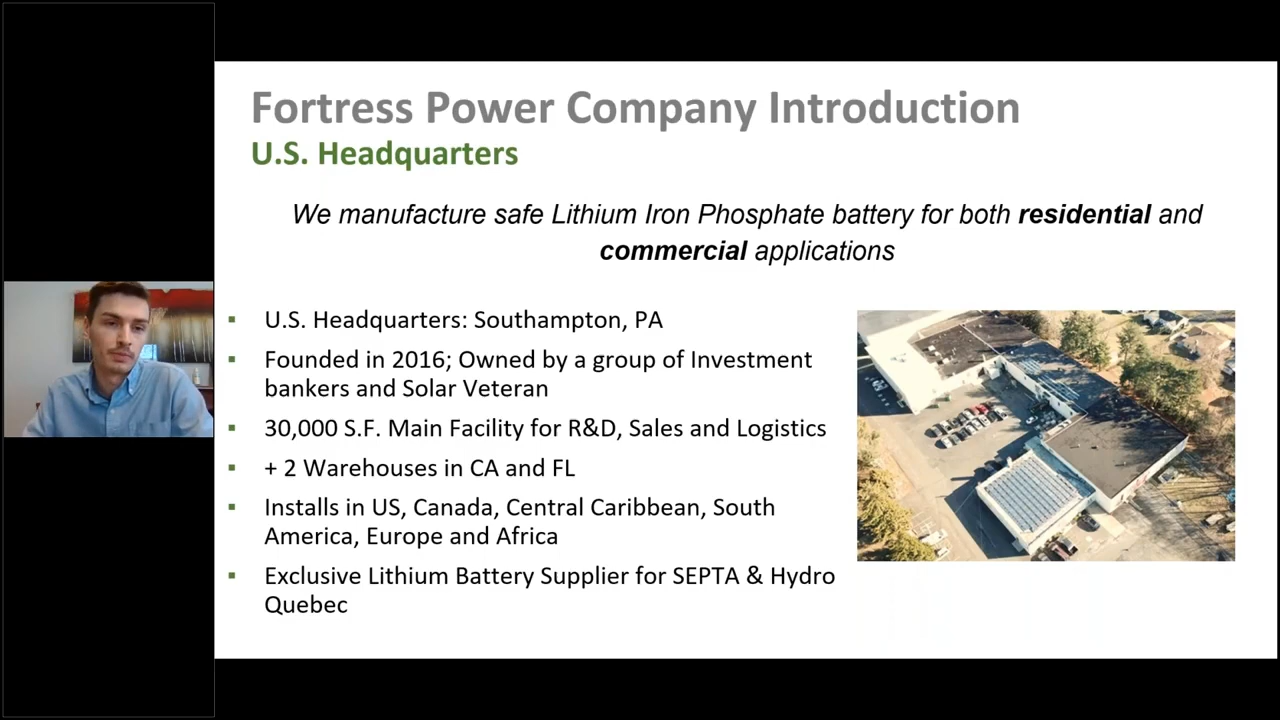 Fortress Power Company Introduction
U.S. Headquarters
We manufacture safe Lithium Iron Phosphate battery for both residential and
commercial applications
▪ U.S. Headquarters: Southampton, PA
▪ Founded in 2016; Owned by a group of Investment
bankers and Solar Veteran
▪ 30,000 S.F. Main Facility for R&D, Sales and Logistics
▪ + 2 Warehouses in CA and FL
▪ Installs in US, Canada, Central Caribbean, South
America, Europe and Africa
▪ Exclusive Lithium Battery Supplier for SEPTA & Hydro
Quebec